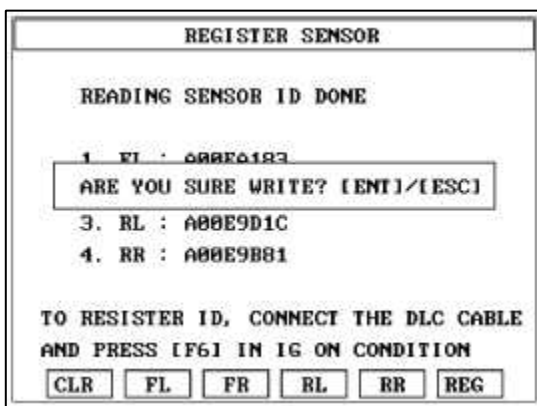 REGISTER SENSOR
READING SENSOR ID DONE
1. FL : A00EA183
ARE YOU SURE WRITE? [ENT]/[ESC]
3. RL : A00E9D1C
4. RR : A00E9B81
TO RESISTER ID, CONNECT THE DLC CABLE
AND PRESS [F6] IN IG ON CONDITION
CLR FL FR RL RR REG